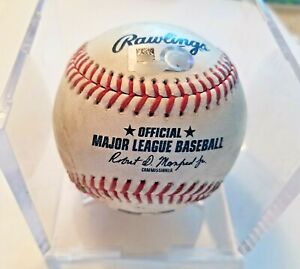 Rawlings
★ OFFICIAL ★
MAJOR LEAGUE BASEBALL
Robert D. Manfred Jr.
COMMISSIONER